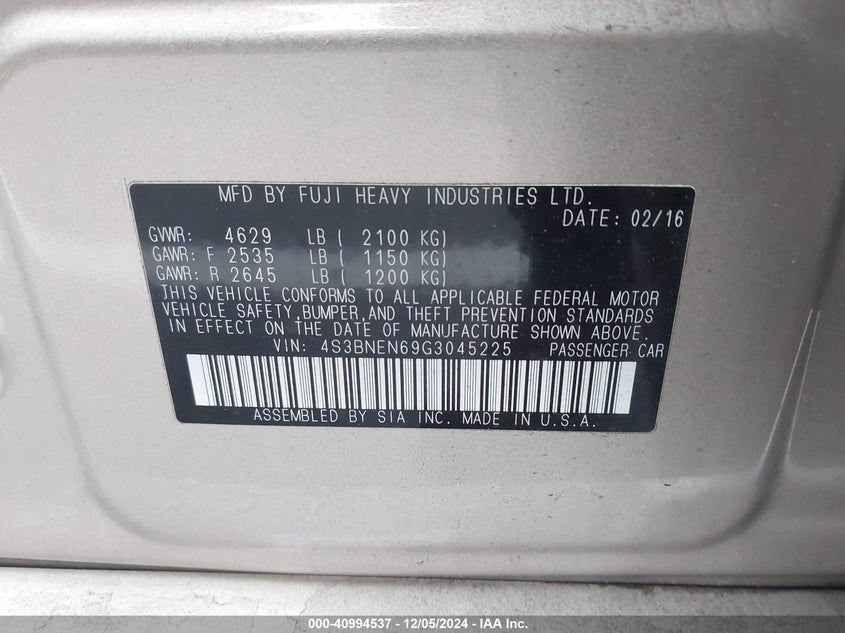 MFD BY FUJI HEAVY INDUSTRIES LTD.
DATE: 02/16
GVWR: 4629 LB ( 2100 KG)
GAWR: F 2535 LB ( 1150 KG)
GAWR: R 2645 LB ( 1200 KG)
THIS VEHICLE CONFORMS TO ALL APPLICABLE FEDERAL MOTOR
VEHICLE SAFETY,BUMPER,AND THEFT PREVENTION STANDARDS
IN EFFECT ON THE DATE OF MANUFACTURE SHOWN ABOVE.
VIN: 4S3BNEN69G3045225 PASSENGER CAR
ASSEMBLED BY SIA INC. MADE IN U.S.A.
000-40994537 - 12/05/2024 - IAA Inc.